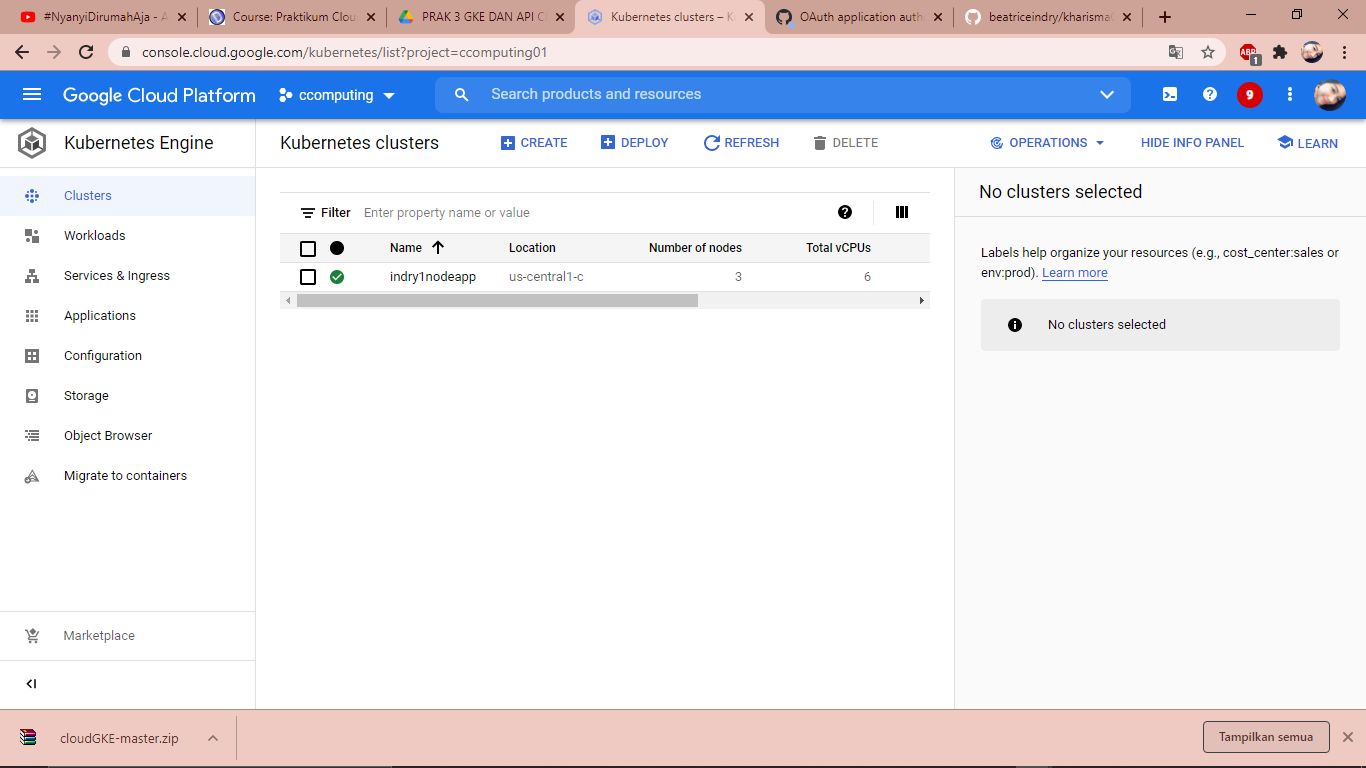 #NyanyiDirumahAja - A
Course: Praktikum Clou
PRAK 3 GKE DAN API C
Kubernetes clusters – K
OAuth application auth
beatriceindry/kharisma
console.cloud.google.com/kubernetes/list?project=ccomputing01
ABP
1
Google Cloud Platform
ccomputing
Search products and resources
9
Kubernetes Engine
Kubernetes clusters
CREATE
DEPLOY
REFRESH
DELETE
OPERATIONS
HIDE INFO PANEL
LEARN
Clusters
Workloads
Services & Ingress
Applications
Configuration
Storage
Object Browser
Migrate to containers
Marketplace
Filter Enter property name or value
Name Location Number of nodes Total vCPUs
indry1nodeapp us-central1-c 3 6
No clusters selected
Labels help organize your resources (e.g., cost_center:sales or
env:prod). Learn more
No clusters selected
cloudGKE-master.zip
Tampilkan semua